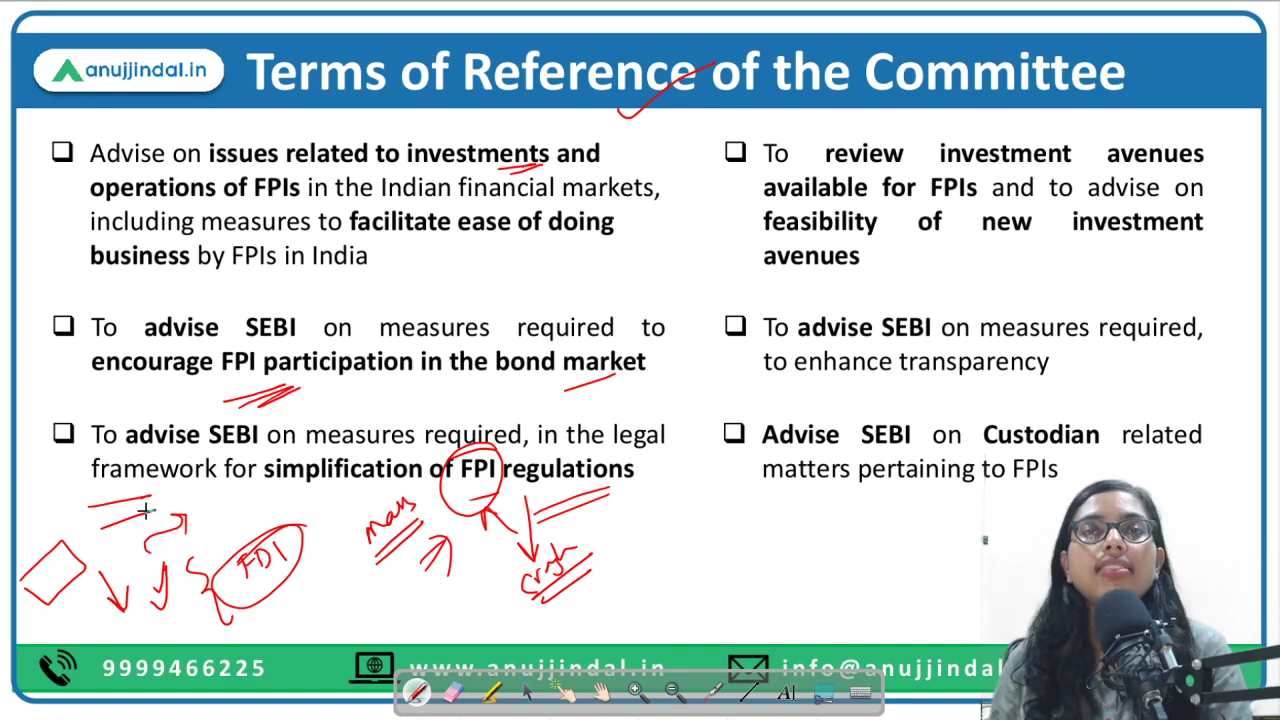 anujjindal.in
Terms of Reference of the Committee
❑ Advise on issues related to investments and
operations of FPIs in the Indian financial markets,
including measures to facilitate ease of doing
business by FPIs in India
❑ To advise SEBI on measures required to
encourage FPI participation in the bond market
❑ To advise SEBI on measures required, in the legal
framework for simplification of FPI regulations
❑ To review investment avenues
available for FPIs and to advise on
feasibility of new investment
avenues
❑ To advise SEBI on measures required,
to enhance transparency
❑ Advise SEBI on Custodian related
matters pertaining to FPIs
FDI
9999466225
www.anujjindal.in
info@anujjindal
AI